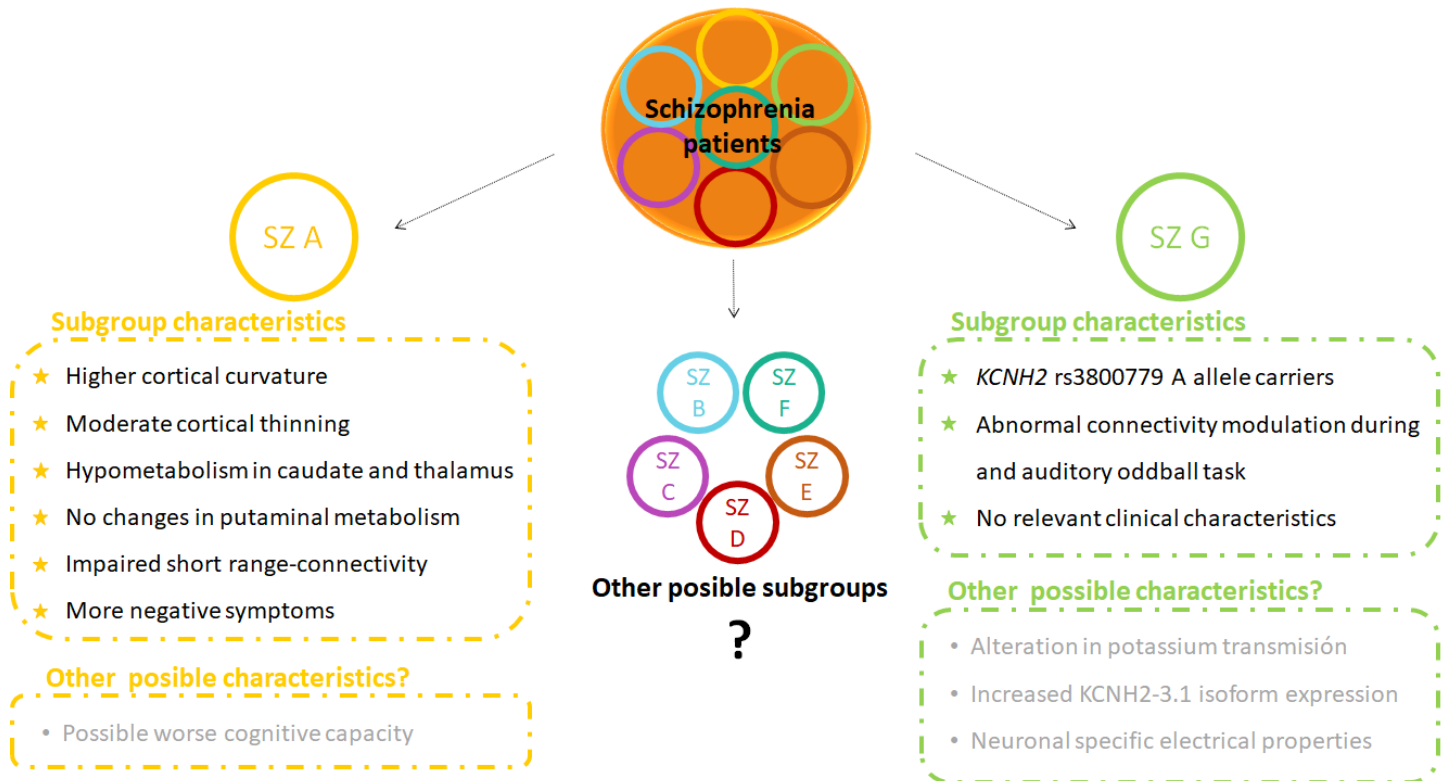 Schizophrenia
patients
SZ A
Subgroup characteristics
Higher cortical curvature
Moderate cortical thinning
Hypometabolism in caudate and thalamus
No changes in putaminal metabolism
Impaired short range-connectivity
More negative symptoms
Other posible characteristics?
• Possible worse cognitive capacity
SZ
B
SZ
F
SZ
C
SZ
E
SZ
D
Other posible subgroups
?
SZ G
Subgroup characteristics
KCNH2 rs3800779 A allele carriers
Abnormal connectivity modulation during
and auditory oddball task
No relevant clinical characteristics
Other possible characteristics?
• Alteration in potassium transmisión
• Increased KCNH2-3.1 isoform expression
• Neuronal specific electrical properties